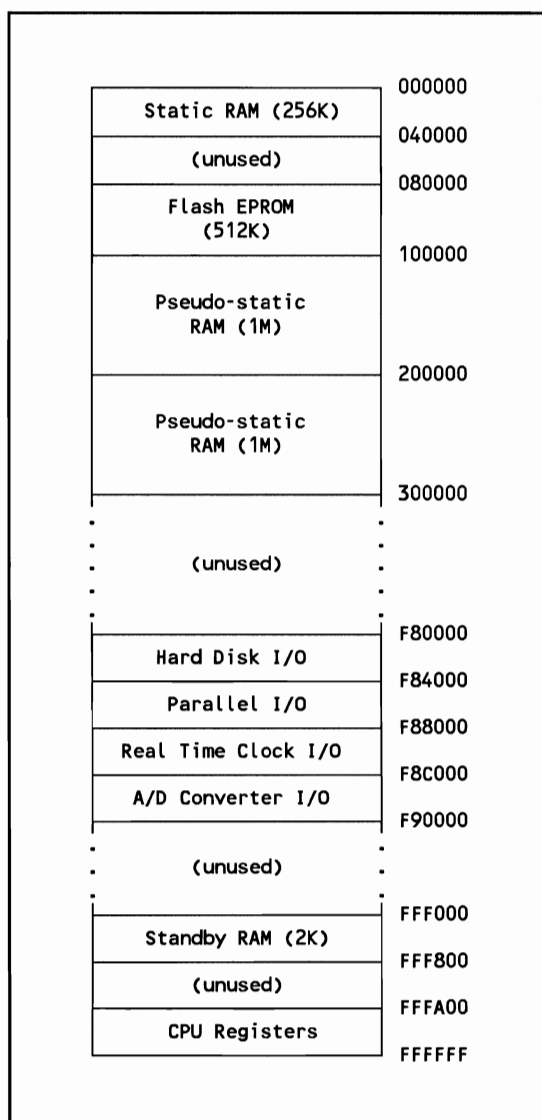 000000
Static RAM (256K)
040000
(unused)
080000
Flash EPROM
(512K)
100000
Pseudo-static
RAM (1M)
200000
Pseudo-static
RAM (1M)
300000
(unused)
F80000
Hard Disk I/O
F84000
Parallel I/O
F88000
Real Time Clock I/O
F8C000
A/D Converter I/O
F90000
(unused)
FFF000
Standby RAM (2K)
FFF800
(unused)
FFFA00
CPU Registers
FFFFFF